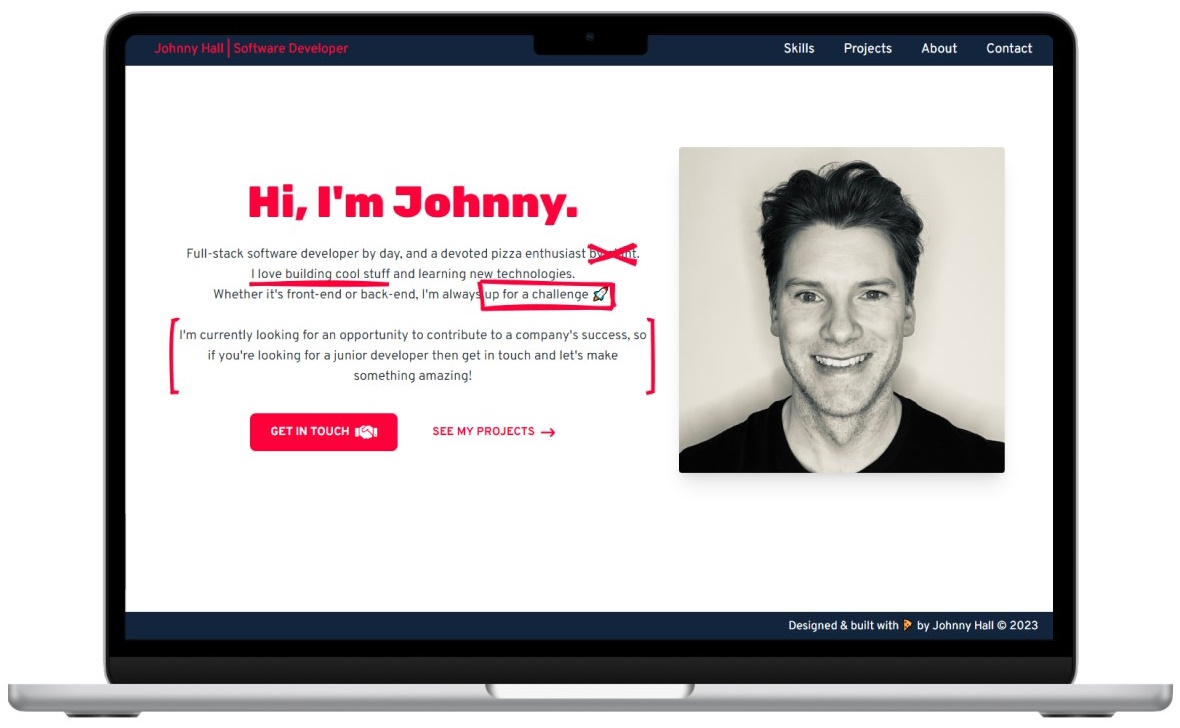 Johnny Hall | Software Developer
Skills Projects About Contact
Hi, I'm Johnny.
Full-stack software developer by day, and a devoted pizza enthusiast by
I love building cool stuff and learning new technologies.
Whether it's front-end or back-end, I'm always up for a challenge 🚀
I'm currently looking for an opportunity to contribute to a company's success, so
if you're looking for a junior developer then get in touch and let's make
something amazing!
GET IN TOUCH
SEE MY PROJECTS →
Designed & built with 🍕 by Johnny Hall © 2023